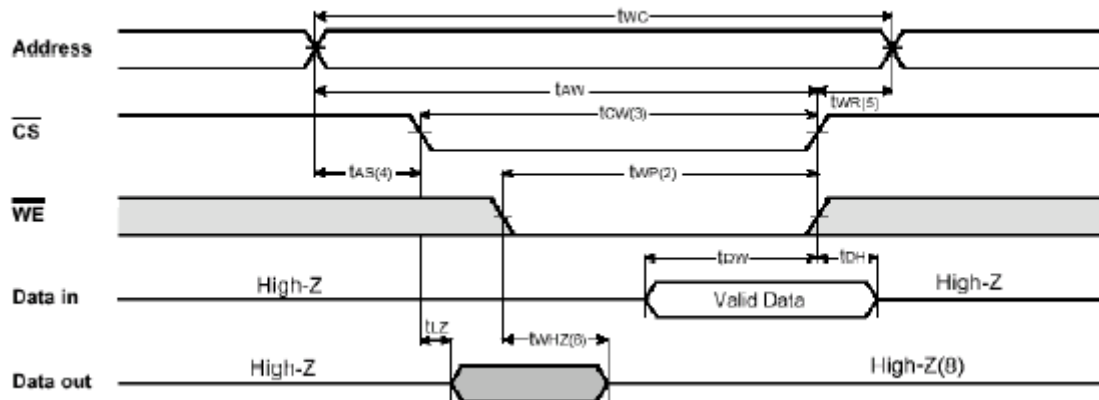 tWC
Address
tAW
tWR(5)
tCW(3)
CS
tAS(4)
tWP(2)
WE
tDW
tDH
High-Z
High-Z
Data in
Valid Data
tLZ
tWHZ(8)
High-Z
High-Z(8)
Data out